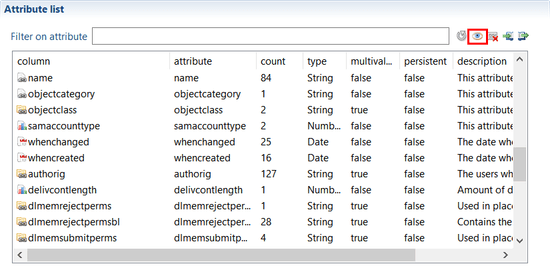 Attribute list
Filter on attribute
column attribute count type multival... persistent description
name name 84 String false false This attribute
objectcategory objectcategory 1 String false false This attribute
objectclass objectclass 2 String true false This attribute
samaccounttype samaccounttype 2 Numb... false false This attribute
whenchanged whenchanged 25 Date false false The date whe
whencreated whencreated 16 Date false false The date whe
authorig authorig 127 String true false The users wh
delivcontlength delivcontlength 1 Numb... false false Amount of d
dlmemrejectperms dlmemrejectper... 1 String true false Used in place
dlmemrejectpermsbl dlmemrejectper... 28 String true false Contains the
dlmemsubmitperms dlmemsubmitp... 4 String true false Used in place